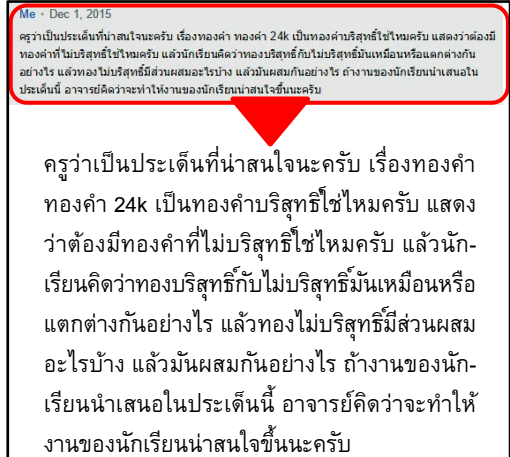 Me • Dec 1, 2015
ครูว่าเป็นประเด็นที่น่าสนใจนะครับ เรื่องทองคำ ทองคำ 24k เป็นทองคำบริสุทธิ์ใช่ไหมครับ แสดงว่าต้องมี
ทองคำที่ไม่บริสุทธิ์ใช่ไหมครับ แล้วนักเรียนคิดว่าทองบริสุทธิ์กับไม่บริสุทธิ์มันเหมือนหรือแตกต่างกัน
อย่างไร แล้วทองไม่บริสุทธิ์มีส่วนผสมอะไรบ้าง แล้วมันผสมกันอย่างไร ถ้างานของนักเรียนนำเสนอใน
ประเด็นนี้ อาจารย์คิดว่าจะทำให้งานของนักเรียนน่าสนใจขึ้นนะครับ
ครูว่าเป็นประเด็นที่น่าสนใจนะครับ เรื่องทองคำ
ทองคำ 24k เป็นทองคำบริสุทธิ์ใช่ไหมครับ แสดง
ว่าต้องมีทองคำที่ไม่บริสุทธิ์ใช่ไหมครับ แล้วนัก-
เรียนคิดว่าทองบริสุทธิ์กับไม่บริสุทธิ์มันเหมือนหรือ
แตกต่างกันอย่างไร แล้วทองไม่บริสุทธิ์มีส่วนผสม
อะไรบ้าง แล้วมันผสมกันอย่างไร ถ้างานของนัก-
เรียนนำเสนอในประเด็นนี้ อาจารย์คิดว่าจะทำให้
งานของนักเรียนน่าสนใจขึ้นนะครับ